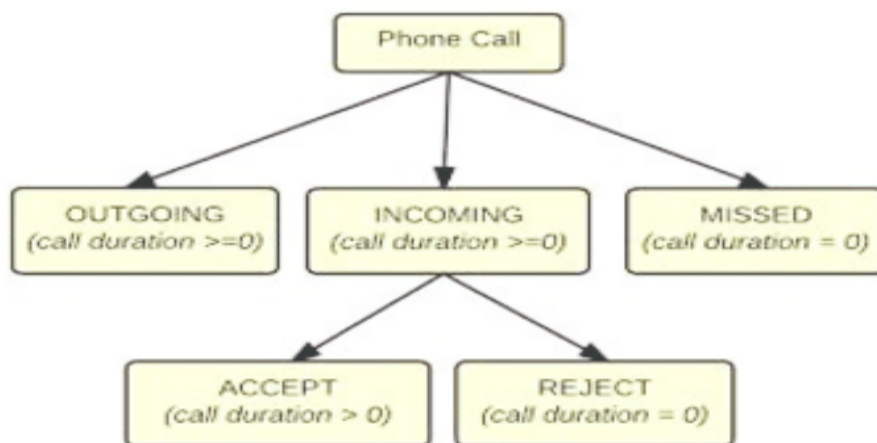 Phone Call
OUTGOING
(call duration >=0)
INCOMING
(call duration >=0)
MISSED
(call duration = 0)
ACCEPT
(call duration > 0)
REJECT
(call duration = 0)